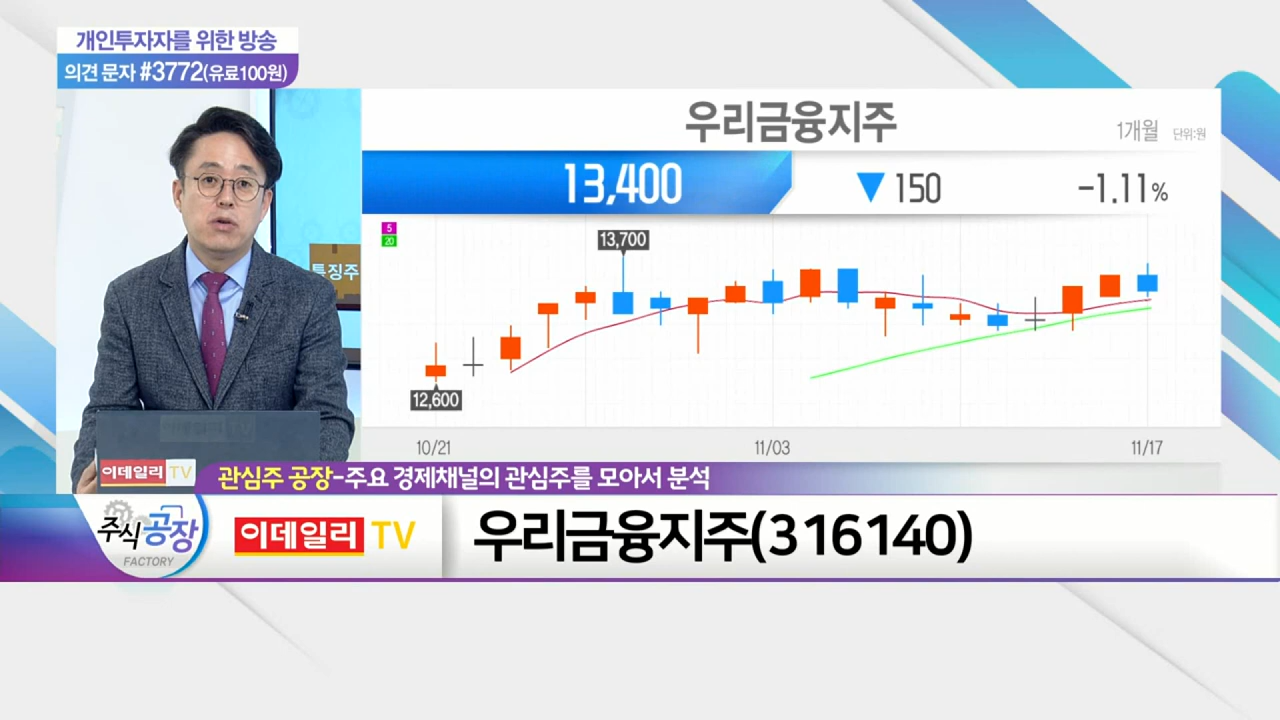 개인투자자를 위한 방송
의견 문자 #3772(유료100원)
우리금융지주
1개월 단위:원
13,400 ▼ 150 -1.11%
5
20
13,700
12,600
10/21 11/03 11/17
특징주
이데일리 TV
관심주 공장-주요 경제채널의 관심주를 모아서 분석
주식공장
FACTORY
이데일리 TV
우리금융지주(316140)